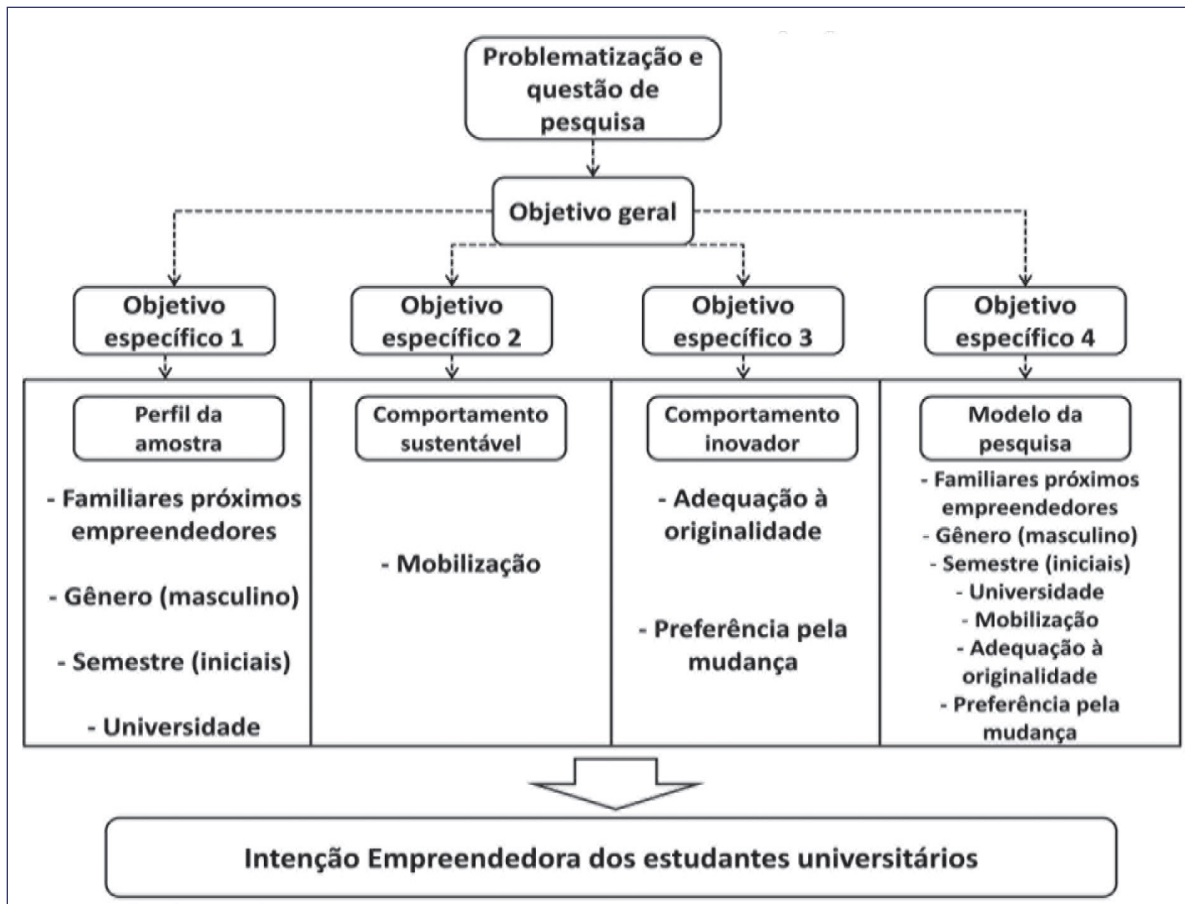 Problematização e
questão de
pesquisa
Objetivo geral
Objetivo
específico 1
Objetivo
específico 2
Objetivo
específico 3
Objetivo
específico 4
Perfil da
amostra
- Familiares próximos
empreendedores
- Gênero (masculino)
- Semestre (iniciais)
- Universidade
Comportamento
sustentável
- Mobilização
Comportamento
inovador
- Adequação à
originalidade
- Preferência pela
mudança
Modelo da
pesquisa
- Familiares próximos
empreendedores
- Gênero (masculino)
- Semestre (iniciais)
- Universidade
- Mobilização
- Adequação à
originalidade
- Preferência pela
mudança
Intenção Empreendedora dos estudantes universitários